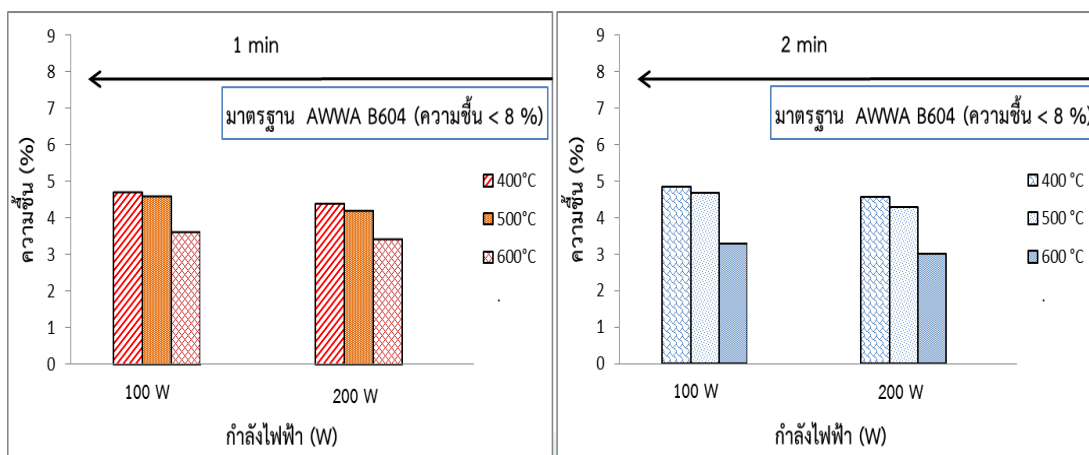 1 min
มาตรฐาน AWWA B604 (ความชื้น < 8 %)
ความชื้น (%)
9
8
7
6
5
4
3
2
1
0
400°C
500°C
600°C
100 W
200 W
กำลังไฟฟ้า (W)
2 min
มาตรฐาน AWWA B604 (ความชื้น < 8 %)
ความชื้น (%)
9
8
7
6
5
4
3
2
1
0
400 °C
500 °C
600 °C
100 W
200 W
กำลังไฟฟ้า (W)